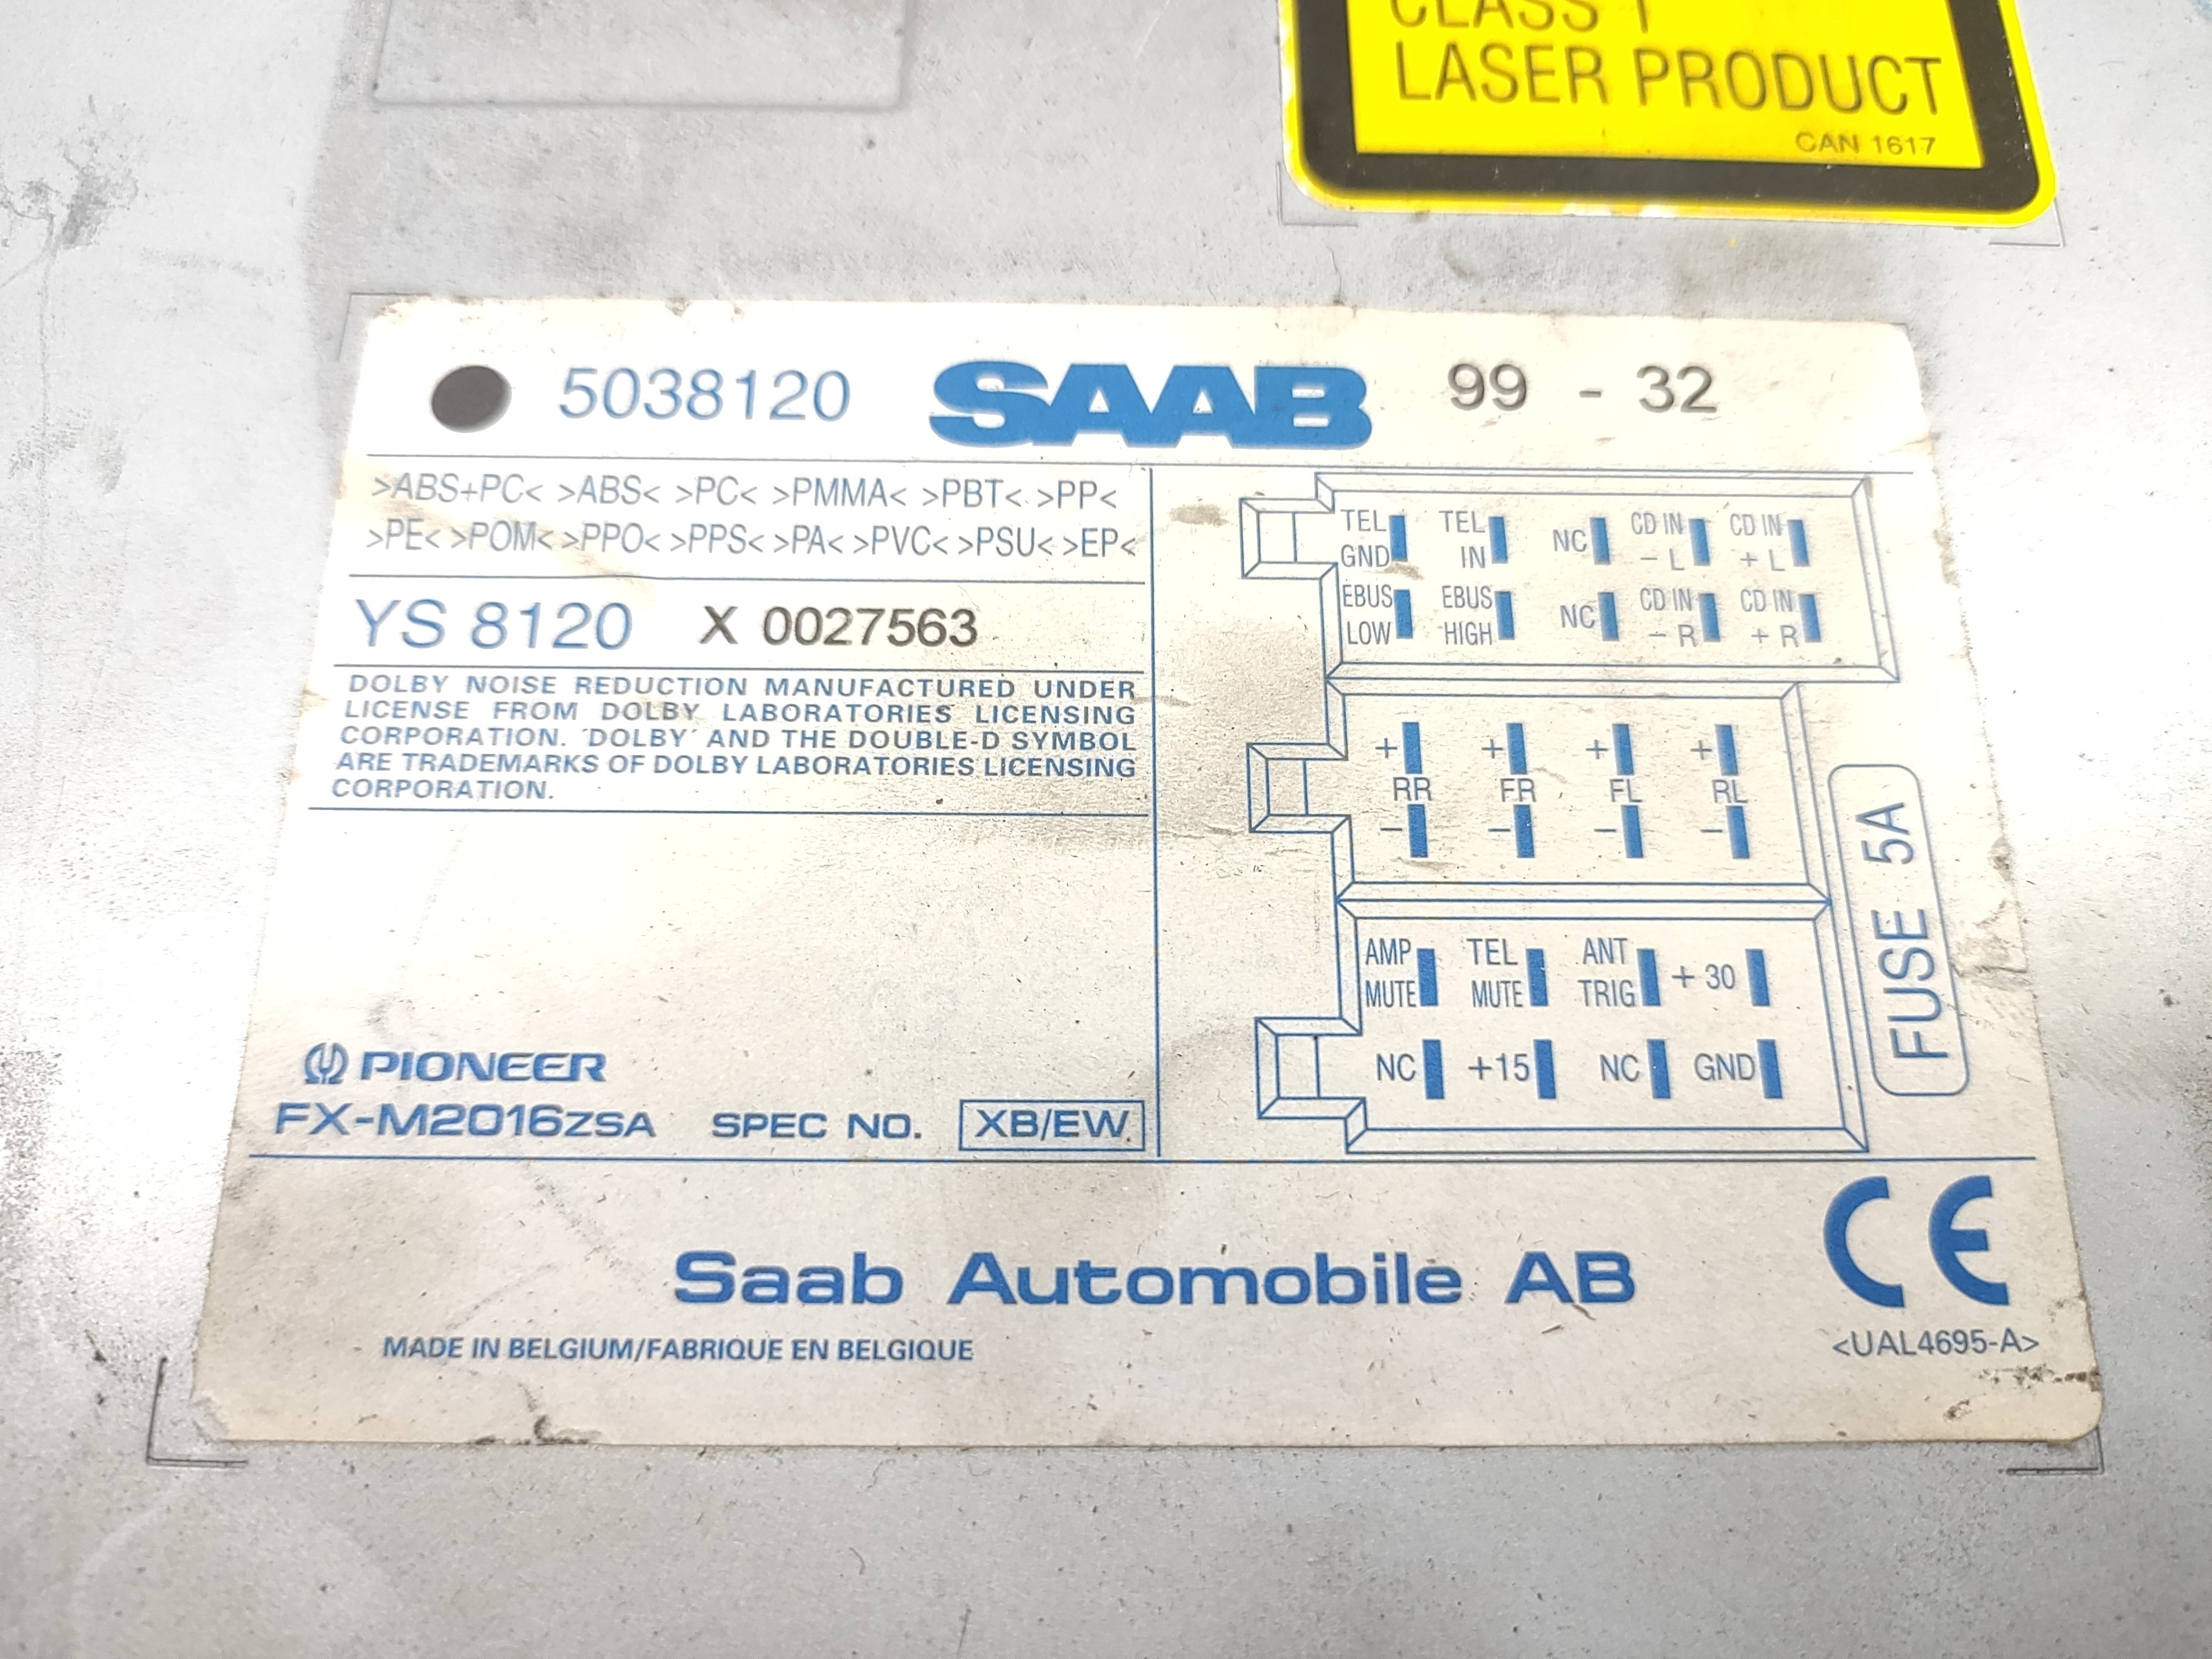 CLASS 1
LASER PRODUCT
CAN 1617
5038120 SAAB 99 - 32
>ABS+PC< >ABS< >PC< >PMMA< >PBT< >PP<
>PE< >POM< >PPO< >PPS< >PA< >PVC< >PSU< >EP<
YS 8120 X 0027563
DOLBY NOISE REDUCTION MANUFACTURED UNDER
LICENSE FROM DOLBY LABORATORIES LICENSING
CORPORATION. 'DOLBY' AND THE DOUBLE-D SYMBOL
ARE TRADEMARKS OF DOLBY LABORATORIES LICENSING
CORPORATION.
PIONEER
FX-M2016ZSA SPEC NO. XB/EW
TEL GND TEL IN NC CD IN - L CD IN + L
EBUS LOW EBUS HIGH NC CD IN - R CD IN + R
+ + + +
RR FR FL RL
- - - -
AMP MUTE TEL MUTE ANT TRIG + 30
NC +15 NC GND
FUSE 5A
Saab Automobile AB
CE
MADE IN BELGIUM/FABRIQUE EN BELGIQUE
<UAL4695-A>